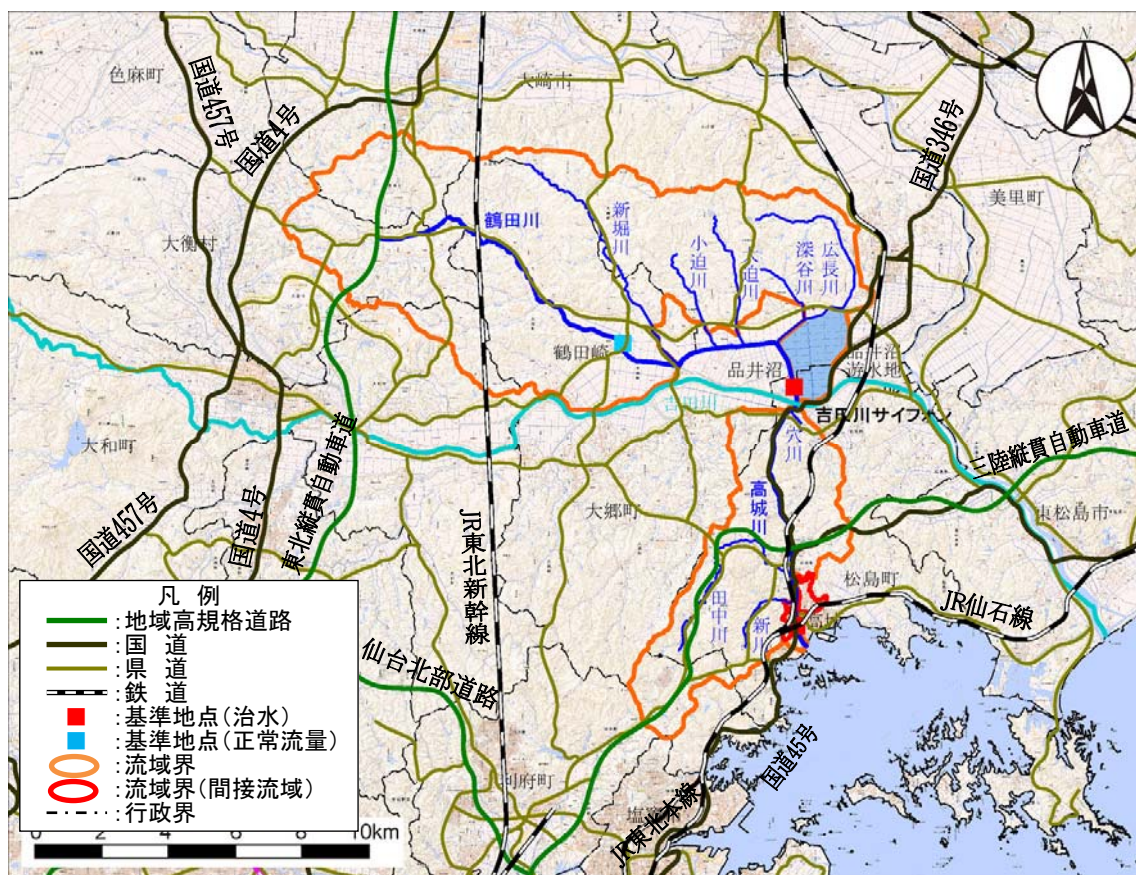 N
色麻町
国道457号
国道4号
大崎市
国道346号
美里町
大衡村
鶴田川
新堀川
小迫川
大迫川
深谷川
広長川
鶴田崎
品井沼
品井沼
遊水地
吉田川
吉田川サイフォン
穴川
大和町
国道457号
国道4号
東北縦貫自動車道
JR東北新幹線
大郷町
高城川
三陸縦貫自動車道
東松島市
松島町
JR仙石線
田中川
新川
高城
仙台北部道路
利府町
国道45号
JR東北本線
凡 例
:地域高規格道路
:国 道
:県 道
:鉄 道
:基準地点(治水)
:基準地点(正常流量)
:流域界
:流域界(間接流域)
:行政界
0 2 4 6 8 10km